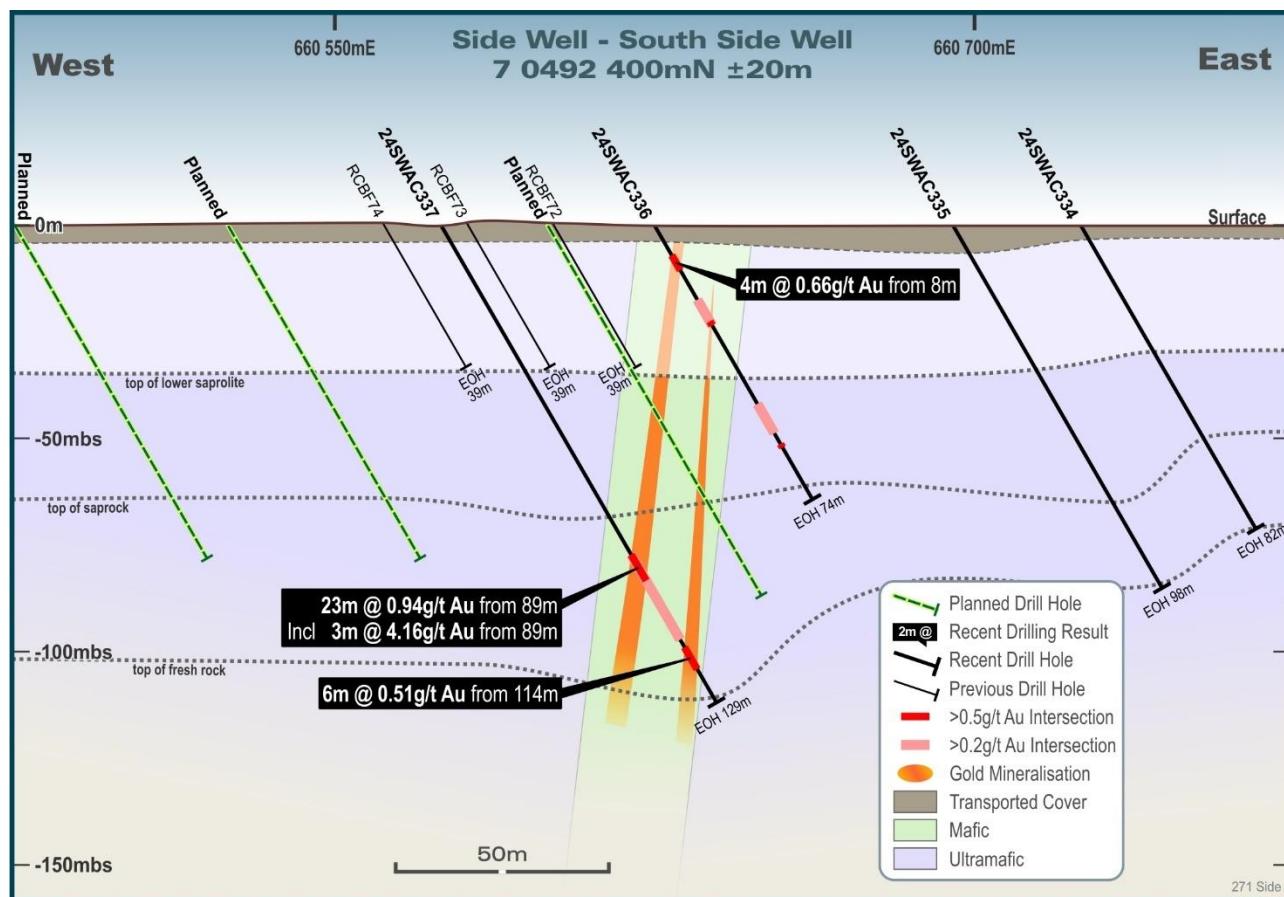 660 550mE
Side Well - South Side Well
7 0492 400mN ±20m
660 700mE
West
East
Planned
Planned
RCBF74
24SWAC337
RCBF73
Planned
RCBF72
24SWAC336
24SWAC335
24SWAC334
0m
Surface
4m @ 0.66g/t Au from 8m
top of lower saprolite
EOH
39m
EOH
39m
EOH
39m
-50mbs
top of saprock
EOH 74m
EOH 82m
EOH 98m
23m @ 0.94g/t Au from 89m
Incl 3m @ 4.16g/t Au from 89m
-100mbs
top of fresh rock
6m @ 0.51g/t Au from 114m
EOH 129m
Planned Drill Hole
2m @
Recent Drilling Result
Recent Drill Hole
Previous Drill Hole
>0.5g/t Au Intersection
>0.2g/t Au Intersection
Gold Mineralisation
Transported Cover
Mafic
Ultramafic
-150mbs
50m
271 Side